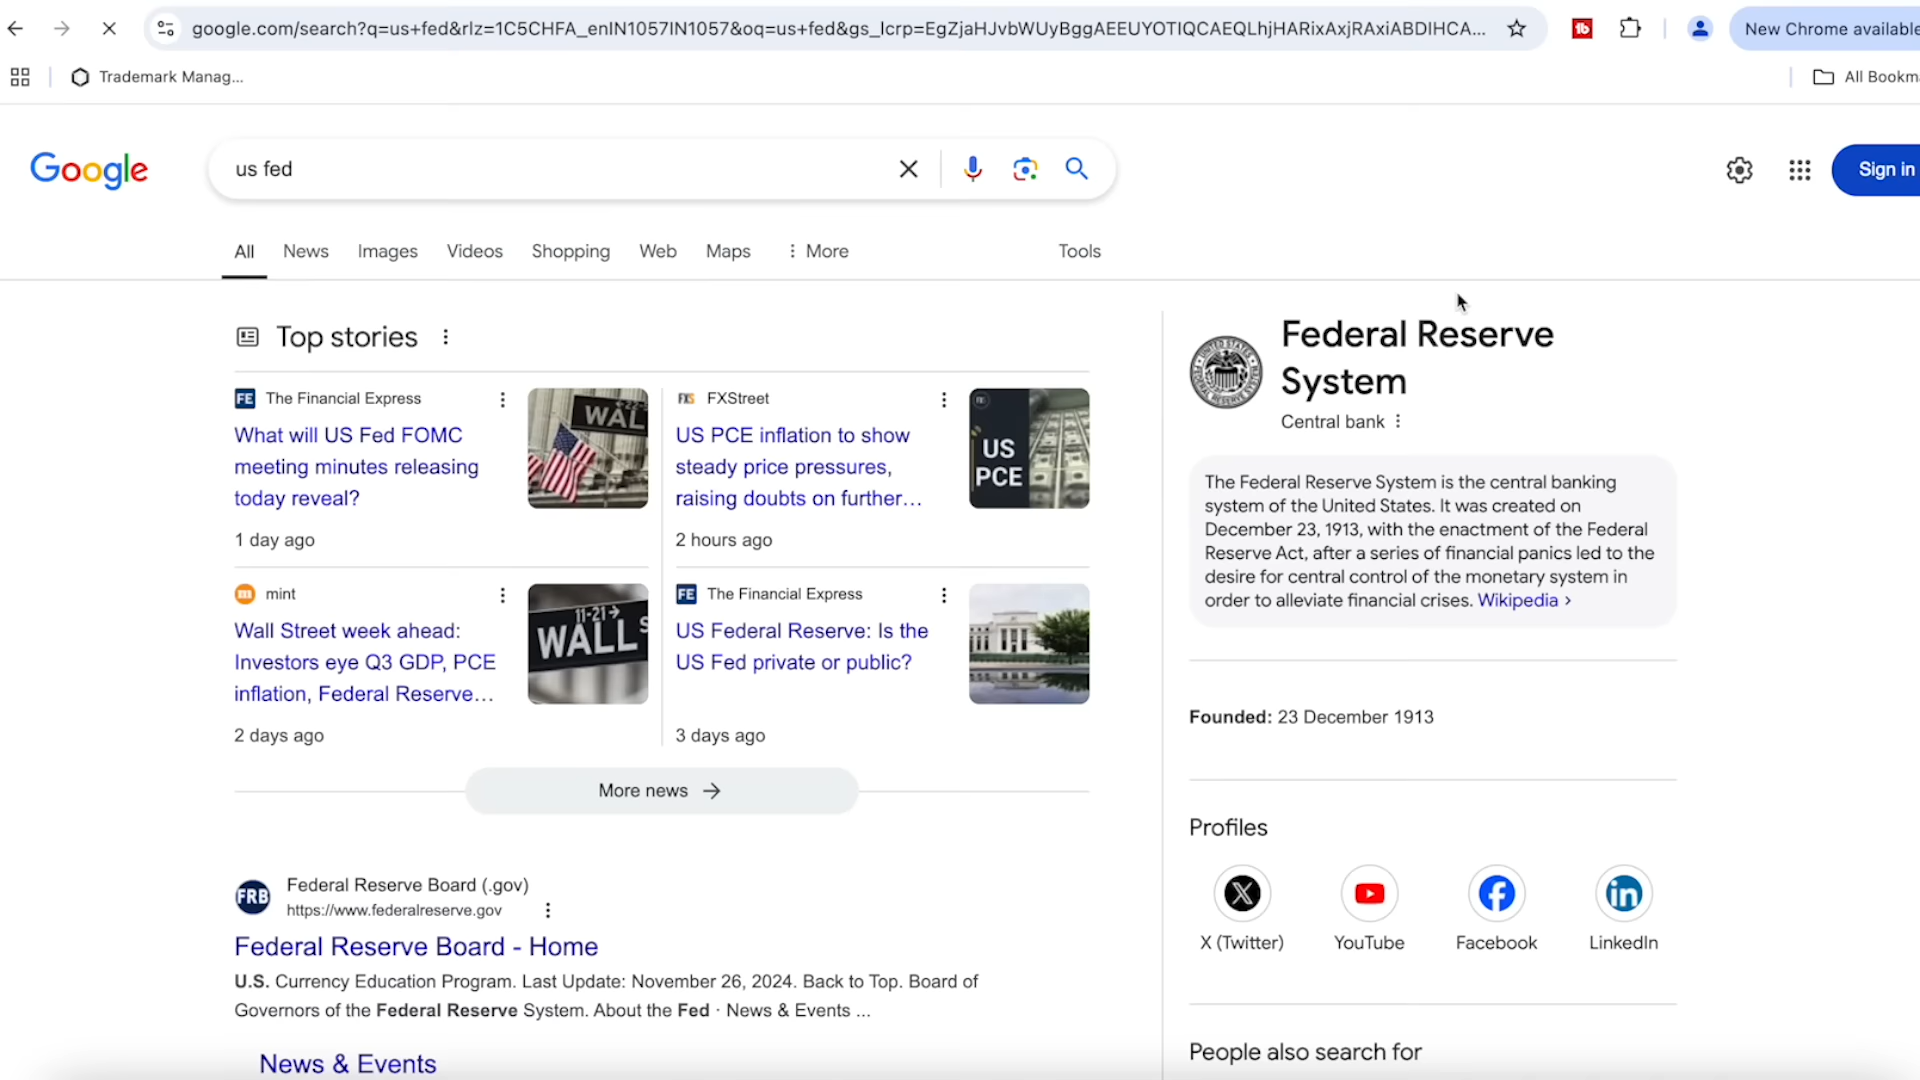 google.com/search?q=us+fed&rlz=1C5CHFA_enIN1057IN1057&oq=us+fed&gs_lcrp=EgZjaHJvbWUyBggAEEUYOTIQCAEQLhjHARixAxjRAxiABDIHCA...
New Chrome available
Trademark Manag...
All Bookma
Google
us fed
Sign in
All
News
Images
Videos
Shopping
Web
Maps
More
Tools
Top stories
The Financial Express
What will US Fed FOMC
meeting minutes releasing
today reveal?
1 day ago
WAL
FXStreet
US PCE inflation to show
steady price pressures,
raising doubts on further...
2 hours ago
US
PCE
mint
Wall Street week ahead:
Investors eye Q3 GDP, PCE
inflation, Federal Reserve...
2 days ago
11-21
WALL S
The Financial Express
US Federal Reserve: Is the
US Fed private or public?
3 days ago
More news
FRB
Federal Reserve Board (.gov)
https://www.federalreserve.gov
Federal Reserve Board - Home
U.S. Currency Education Program. Last Update: November 26, 2024. Back to Top. Board of
Governors of the Federal Reserve System. About the Fed · News & Events ...
News & Events
Federal Reserve
System
Central bank
The Federal Reserve System is the central banking
system of the United States. It was created on
December 23, 1913, with the enactment of the Federal
Reserve Act, after a series of financial panics led to the
desire for central control of the monetary system in
order to alleviate financial crises. Wikipedia
Founded: 23 December 1913
Profiles
X (Twitter)
YouTube
Facebook
LinkedIn
People also search for